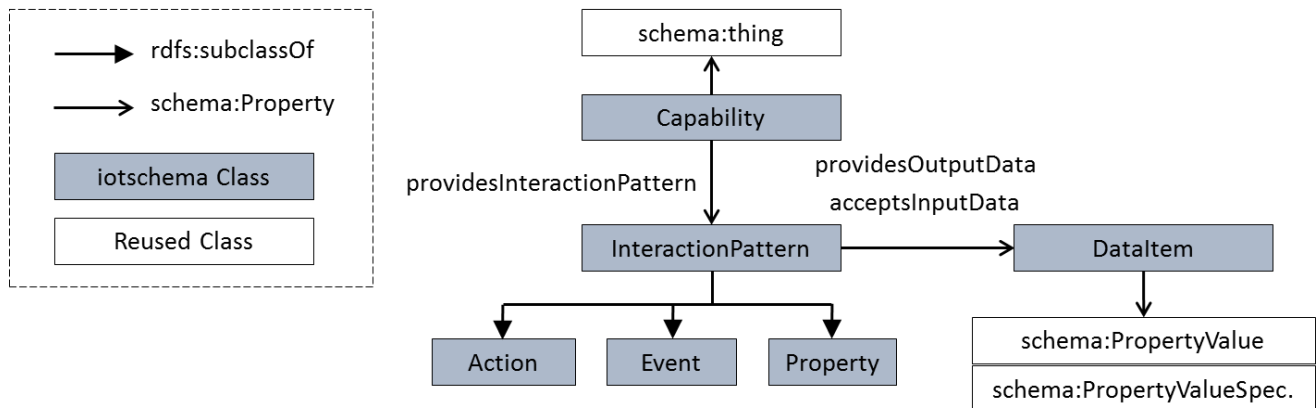 rdfs:subclassOf
schema:Property
iotschema Class
Reused Class
schema:thing
Capability
providesInteractionPattern
providesOutputData
acceptsInputData
InteractionPattern
DataItem
Action
Event
Property
schema:PropertyValue
schema:PropertyValueSpec.